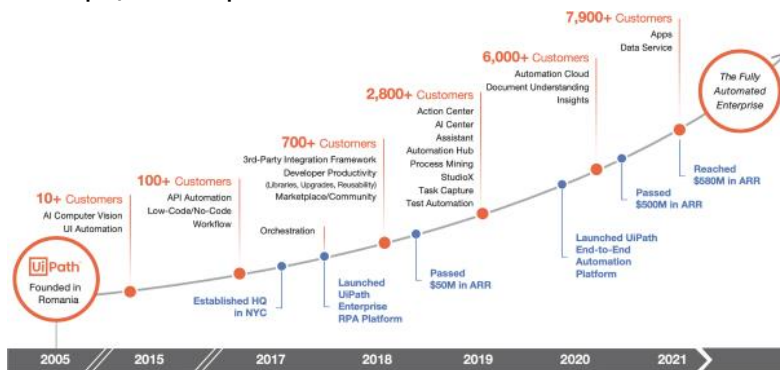 7,900+ Customers
Apps
Data Service
6,000+ Customers
Automation Cloud
Document Understanding
Insights
The Fully
Automated
Enterprise
2,800+ Customers
Action Center
AI Center
Assistant
Automation Hub
Process Mining
StudioX
Task Capture
Test Automation
700+ Customers
3rd-Party Integration Framework
Developer Productivity
(Libraries, Upgrades, Reusability)
Marketplace/Community
100+ Customers
API Automation
Low-Code/No-Code
Workflow
10+ Customers
AI Computer Vision
UI Automation
Orchestration
UiPath
Founded in
Romania
Established HQ
in NYC
Launched
UiPath
Enterprise
RPA Platform
Passed
$50M in ARR
Launched UiPath
End-to-End
Automation
Platform
Passed
$500M in ARR
Reached
$580M in ARR
2005
2015
2017
2018
2019
2020
2021